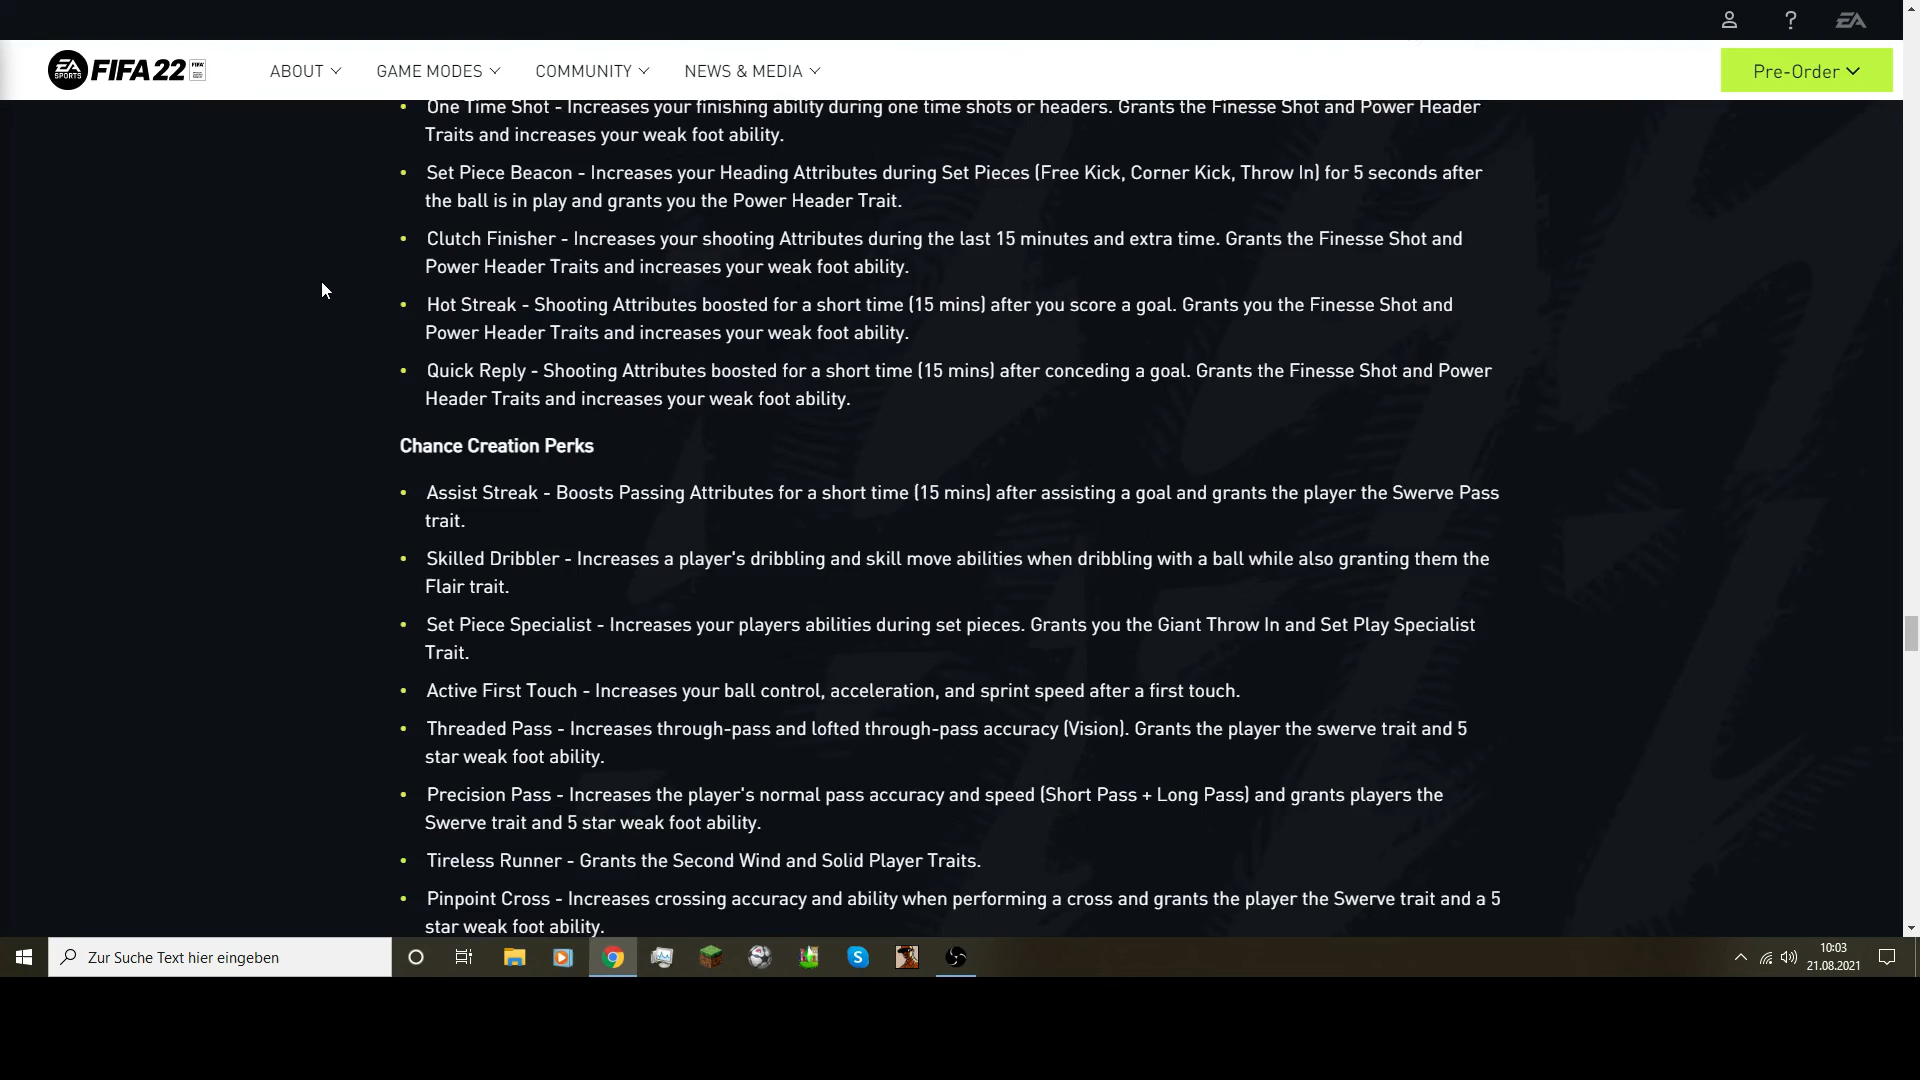 ?
EA
EA SPORTS FIFA 22
ABOUT
GAME MODES
COMMUNITY
NEWS & MEDIA
Pre-Order
• One Time Shot - Increases your finishing ability during one time shots or headers. Grants the Finesse Shot and Power Header
Traits and increases your weak foot ability.
• Set Piece Beacon - Increases your Heading Attributes during Set Pieces (Free Kick, Corner Kick, Throw In) for 5 seconds after
the ball is in play and grants you the Power Header Trait.
• Clutch Finisher - Increases your shooting Attributes during the last 15 minutes and extra time. Grants the Finesse Shot and
Power Header Traits and increases your weak foot ability.
• Hot Streak - Shooting Attributes boosted for a short time (15 mins) after you score a goal. Grants you the Finesse Shot and
Power Header Traits and increases your weak foot ability.
• Quick Reply - Shooting Attributes boosted for a short time (15 mins) after conceding a goal. Grants the Finesse Shot and Power
Header Traits and increases your weak foot ability.
Chance Creation Perks
• Assist Streak - Boosts Passing Attributes for a short time (15 mins) after assisting a goal and grants the player the Swerve Pass
trait.
• Skilled Dribbler - Increases a player's dribbling and skill move abilities when dribbling with a ball while also granting them the
Flair trait.
• Set Piece Specialist - Increases your players abilities during set pieces. Grants you the Giant Throw In and Set Play Specialist
Trait.
• Active First Touch - Increases your ball control, acceleration, and sprint speed after a first touch.
• Threaded Pass - Increases through-pass and lofted through-pass accuracy (Vision). Grants the player the swerve trait and 5
star weak foot ability.
• Precision Pass - Increases the player's normal pass accuracy and speed (Short Pass + Long Pass) and grants players the
Swerve trait and 5 star weak foot ability.
• Tireless Runner - Grants the Second Wind and Solid Player Traits.
• Pinpoint Cross - Increases crossing accuracy and ability when performing a cross and grants the player the Swerve trait and a 5
star weak foot ability.
Zur Suche Text hier eingeben
10:03
21.08.2021